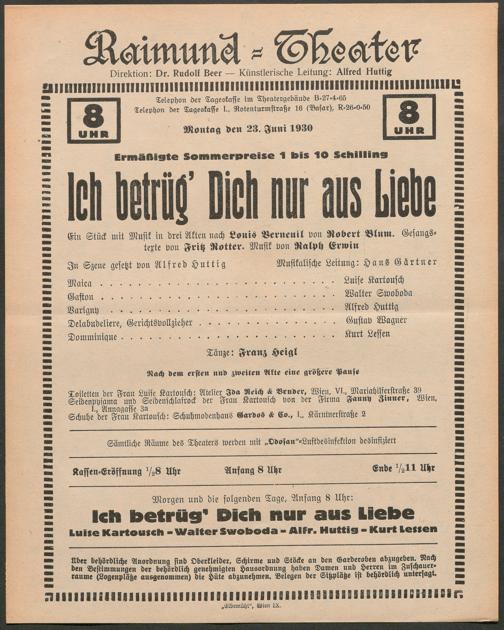 Raimund-Theater
Direktion: Dr. Rudolf Beer — Künstlerische Leitung: Alfred Huttig
8 UHR
Telephon der Tageskasse im Theatergebäude B-27-4-65
Telephon der Tageskasse I., Rotenturmstraße 16 (Basar), R-26-0-50
Montag den 23. Juni 1930
8 UHR
Ermäßigte Sommerpreise 1 bis 10 Schilling
Ich betrüg' Dich nur aus Liebe
Ein Stück mit Musik in drei Akten nach Louis Verneuil von Robert Blum. Gesangs-
texte von Fritz Rotter. Musik von Ralph Erwin
In Szene gesetzt von Alfred Huttig Musikalische Leitung: Hans Gärtner
Maica . . . Luise Kartousch
Gaston . . . Walter Swoboda
Varigny . . . Alfred Huttig
Delabudeliere, Gerichtsvollzieher . . . Gustav Wagner
Domminique . . . Kurt Lessen
Tänze: Franz Heigl
Nach dem ersten und zweiten Akte eine größere Pause
Toiletten der Frau Luise Kartousch: Atelier Ida Reich & Bruder, Wien, VI., Mariahilferstraße 39
Seidenpyjama und Seidenschlafrock der Frau Kartousch von der Firma Fanny Zinner, Wien,
I., Annagasse 3a
Schuhe der Frau Kartousch: Schuhmodenhaus Gardos & Co., I., Kärntnerstraße 2
Sämtliche Räume des Theaters werden mit „Odosan"-Luftdesinfektion desinfiziert
Kassen-Eröffnung 1/28 Uhr Anfang 8 Uhr Ende 1/211 Uhr
Morgen und die folgenden Tage, Anfang 8 Uhr:
Ich betrüg' Dich nur aus Liebe
Luise Kartousch – Walter Swoboda – Alfr. Huttig – Kurt Lessen
Über behördliche Anordnung sind Oberkleider, Schirme und Stöcke an den Garderoben abzugeben. Nach
den Bestimmungen der behördlich genehmigten Hausordnung haben Damen und Herren im Zuschauer-
raume (Logenplätze ausgenommen) die Hüte abzunehmen. Belegen der Sitzplätze ist behördlich untersagt.
„Elbemühl", Wien IX.